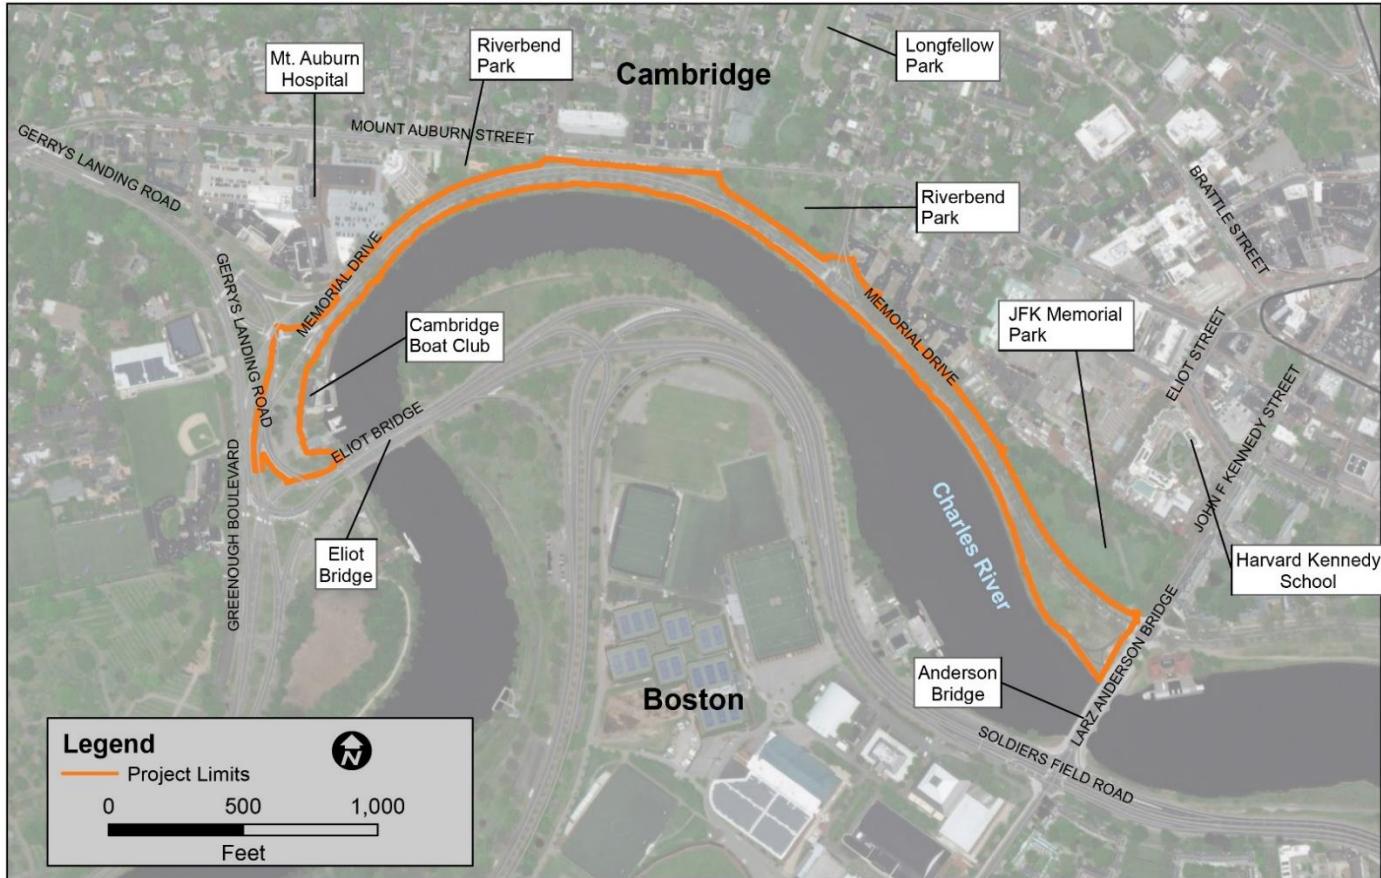 Mt. Auburn
Hospital
Riverbend
Park
Cambridge
Longfellow
Park
MOUNT AUBURN STREET
GERRYS LANDING ROAD
BRATTLE STREET
Riverbend
Park
MEMORIAL DRIVE
GERRYS LANDING ROAD
Cambridge
Boat Club
MEMORIAL DRIVE
JFK Memorial
Park
ELIOT STREET
JOHN F KENNEDY STREET
ELIOT BRIDGE
GREENOUGH BOULEVARD
Eliot
Bridge
Charles River
Harvard Kennedy
School
Anderson
Bridge
LARZ ANDERSON BRIDGE
Boston
SOLDIERS FIELD ROAD
Legend
N
Project Limits
0 500 1,000
Feet